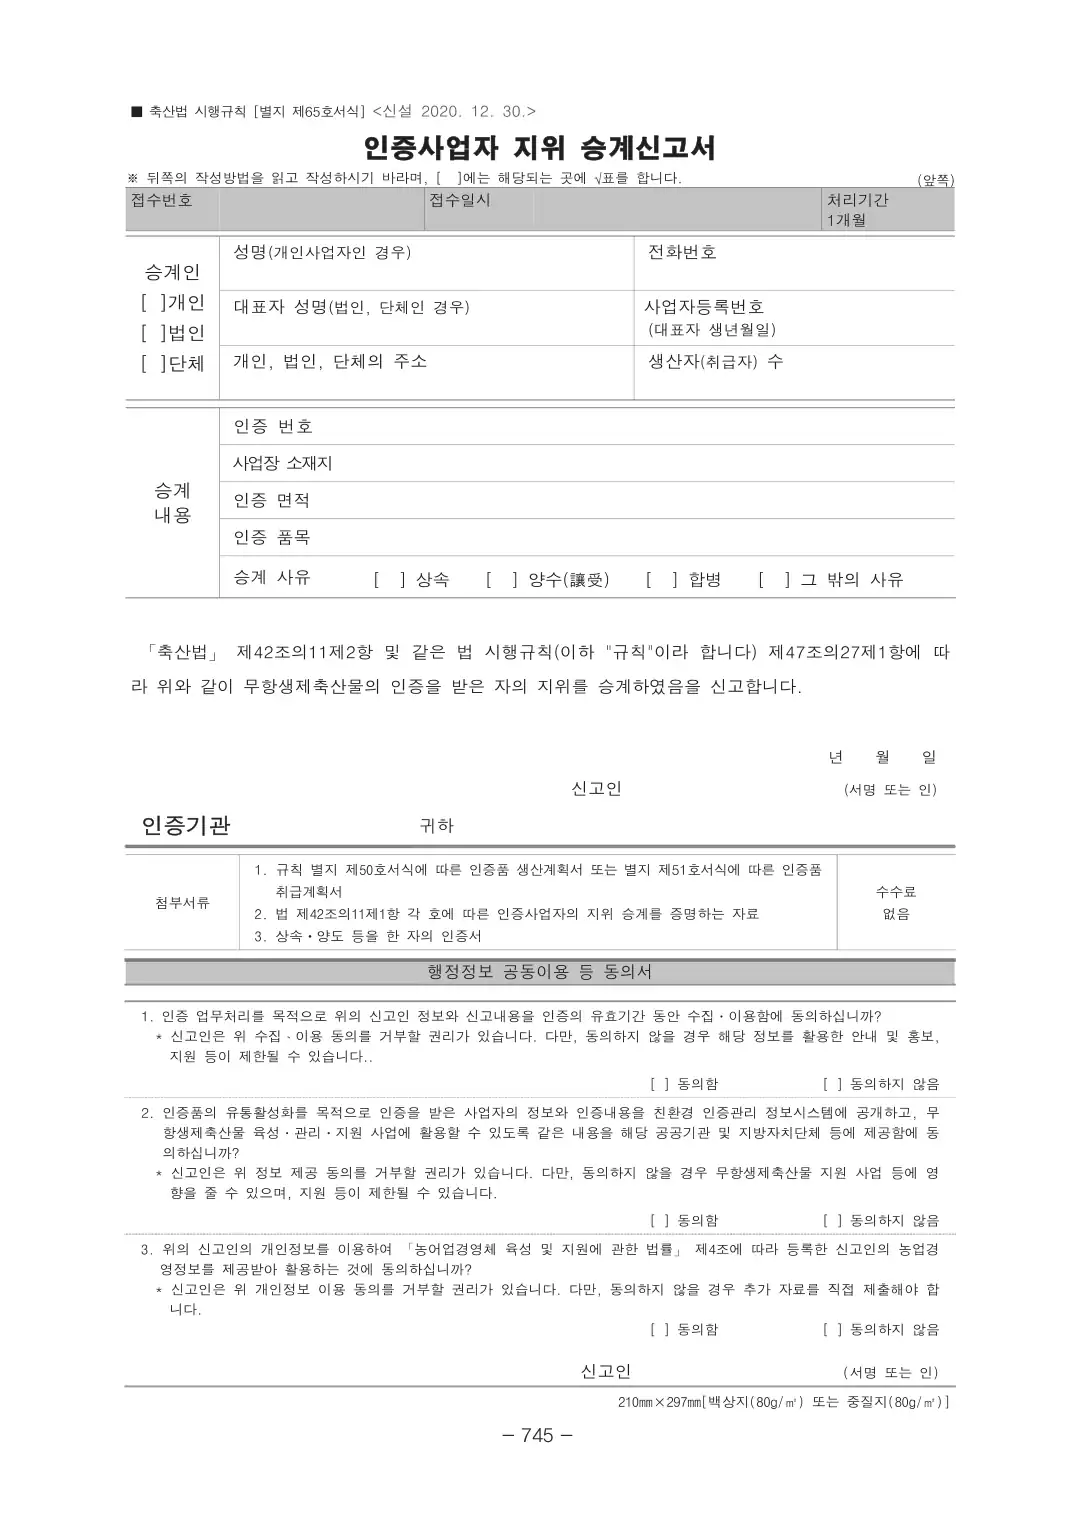 ■ 축산법 시행규칙 [별지 제65호서식] <신설 2020. 12. 30.>
인증사업자 지위 승계신고서
※ 뒤쪽의 작성방법을 읽고 작성하시기 바라며, [  ]에는 해당되는 곳에 √표를 합니다. (앞쪽)
접수번호 접수일시 처리기간
1개월
승계인
[ ]개인
[ ]법인
[ ]단체
성명(개인사업자인 경우) 전화번호
대표자 성명(법인, 단체인 경우) 사업자등록번호
(대표자 생년월일)
개인, 법인, 단체의 주소 생산자(취급자) 수
승계
내용
인증 번호
사업장 소재지
인증 면적
인증 품목
승계 사유 [  ] 상속 [  ] 양수(讓受) [  ] 합병 [  ] 그 밖의 사유
「축산법」 제42조의11제2항 및 같은 법 시행규칙(이하 "규칙"이라 합니다) 제47조의27제1항에 따
라 위와 같이 무항생제축산물의 인증을 받은 자의 지위를 승계하였음을 신고합니다.
년 월 일
신고인 (서명 또는 인)
인증기관 귀하
첨부서류
1. 규칙 별지 제50호서식에 따른 인증품 생산계획서 또는 별지 제51호서식에 따른 인증품
취급계획서
2. 법 제42조의11제1항 각 호에 따른 인증사업자의 지위 승계를 증명하는 자료
3. 상속·양도 등을 한 자의 인증서
수수료
없음
행정정보 공동이용 등 동의서
1. 인증 업무처리를 목적으로 위의 신고인 정보와 신고내용을 인증의 유효기간 동안 수집·이용함에 동의하십니까?
* 신고인은 위 수집·이용 동의를 거부할 권리가 있습니다. 다만, 동의하지 않을 경우 해당 정보를 활용한 안내 및 홍보,
지원 등이 제한될 수 있습니다..
[ ] 동의함 [ ] 동의하지 않음
2. 인증품의 유통활성화를 목적으로 인증을 받은 사업자의 정보와 인증내용을 친환경 인증관리 정보시스템에 공개하고, 무
항생제축산물 육성·관리·지원 사업에 활용할 수 있도록 같은 내용을 해당 공공기관 및 지방자치단체 등에 제공함에 동
의하십니까?
* 신고인은 위 정보 제공 동의를 거부할 권리가 있습니다. 다만, 동의하지 않을 경우 무항생제축산물 지원 사업 등에 영
향을 줄 수 있으며, 지원 등이 제한될 수 있습니다.
[ ] 동의함 [ ] 동의하지 않음
3. 위의 신고인의 개인정보를 이용하여 「농어업경영체 육성 및 지원에 관한 법률」 제4조에 따라 등록한 신고인의 농업경
영정보를 제공받아 활용하는 것에 동의하십니까?
* 신고인은 위 개인정보 이용 동의를 거부할 권리가 있습니다. 다만, 동의하지 않을 경우 추가 자료를 직접 제출해야 합
니다.
[ ] 동의함 [ ] 동의하지 않음
신고인 (서명 또는 인)
210㎜×297㎜[백상지(80g/㎡) 또는 중질지(80g/㎡)]
- 745 -